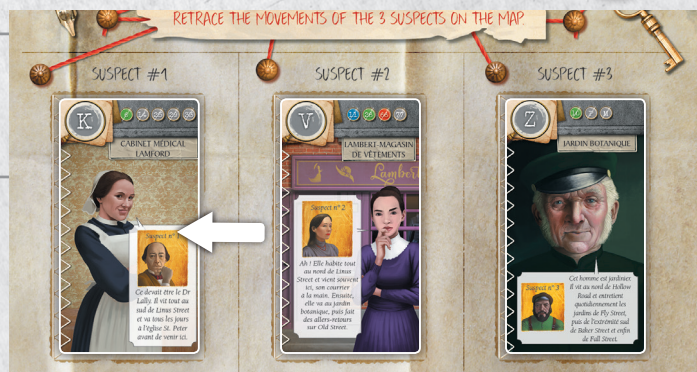 RETRACE THE MOVEMENTS OF THE 3 SUSPECTS ON THE MAP.
SUSPECT #1
SUSPECT #2
SUSPECT #3
K
CABINET MÉDICAL
LAMFORD
Suspect n° 1
Ce devait être le Dr
Lally. Il vit tout au
sud de Linus Street
et va tous les jours
à l'église St. Peter
avant de venir ici.
V
LAMBERT-MAGASIN
DE VÊTEMENTS
Lambert
Suspect n° 2
Ah ! Elle habite tout
au nord de Linus
Street et vient souvent
ici, son courrier
à la main. Ensuite,
elle va au jardin
botanique, puis fait
des allers-retours
sur Old Street.
Z
JARDIN BOTANIQUE
Suspect n° 3
Cet homme est jardinier.
Il vit au nord de Hollow
Road et entretient
quotidiennement les
jardins de Fly Street,
puis de l'extrémité sud
de Baker Street et enfin
de Fall Street.